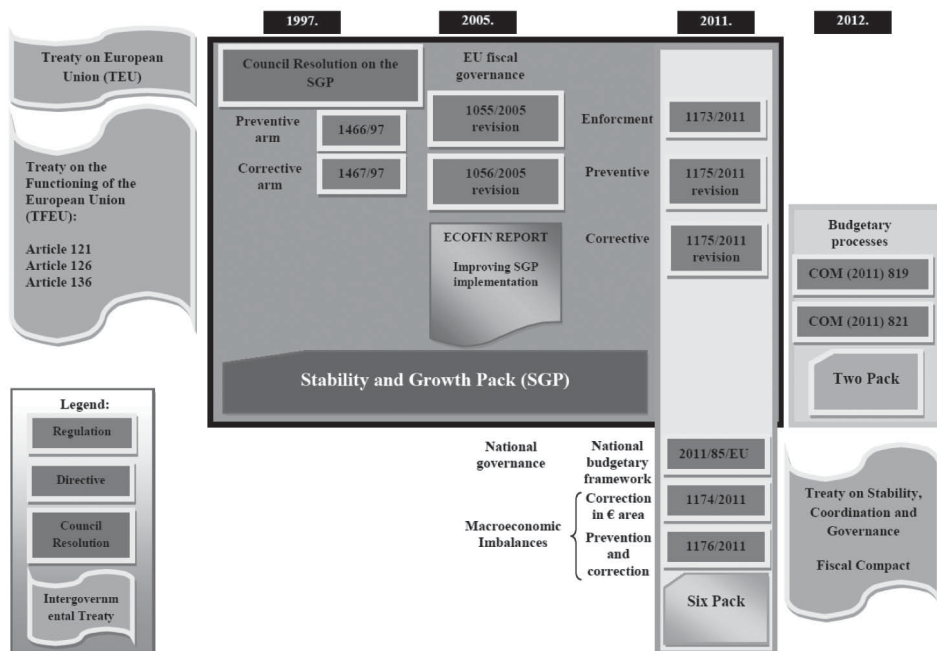 1997.
2005.
2011.
2012.
Treaty on European
Union (TEU)
Treaty on the
Functioning of the
European Union
(TFEU):
Article 121
Article 126
Article 136
Council Resolution on the
SGP
Preventive
arm
1466/97
Corrective
arm
1467/97
EU fiscal
governance
1055/2005
revision
1056/2005
revision
ECOFIN REPORT
Improving SGP
implementation
Enforcment
1173/2011
Preventive
1175/2011
revision
Corrective
1175/2011
revision
Stability and Growth Pack (SGP)
Budgetary
processes
COM (2011) 819
COM (2011) 821
Two Pack
Legend:
Regulation
Directive
Council
Resolution
Intergovernm
ental Treaty
National
governance
National
budgetary
framework
2011/85/EU
Macroeconomic
Imbalances
Correction
in € area
1174/2011
Prevention
and
correction
1176/2011
Six Pack
Treaty on Stability,
Coordination and
Governance
Fiscal Compact